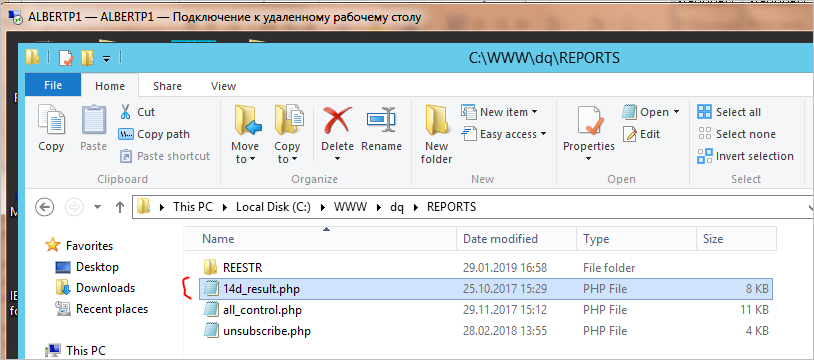 ALBERTP1 — ALBERTP1 — Подключение к удаленному рабочему столу
C:\WWW\dq\REPORTS
File Home Share View
Copy
Paste
Cut
Copy path
Paste shortcut
Clipboard
Move to
Copy to
Delete
Rename
Organize
New folder
New item
Easy access
New
Properties
Open
Edit
Open
Select all
Select none
Invert selection
Select
This PC Local Disk (C:) WWW dq REPORTS
Favorites
Desktop
Downloads
Recent places
This PC
Name Date modified Type Size
REESTR 29.01.2019 16:58 File folder
14d_result.php 25.10.2017 15:29 PHP File 8 KB
all_control.php 29.11.2017 15:12 PHP File 11 KB
unsubscribe.php 28.02.2018 13:55 PHP File 4 KB